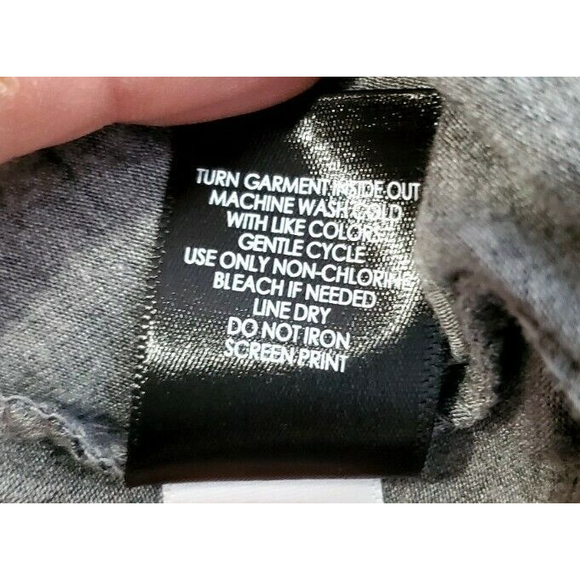 TURN GARMENT INSIDE OUT
MACHINE WASH COLD
WITH LIKE COLORS
GENTLE CYCLE
USE ONLY NON-CHLORINE
BLEACH IF NEEDED
LINE DRY
DO NOT IRON
SCREEN PRINT